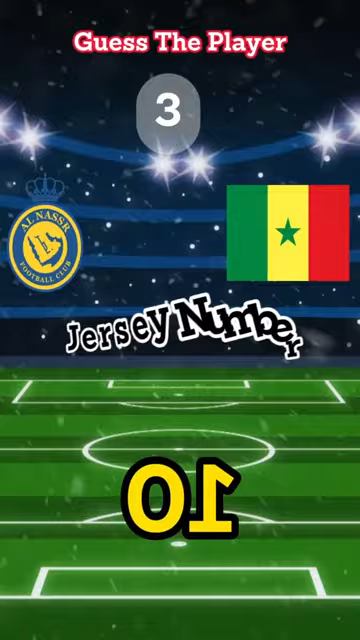 Guess The Player
3
AL NASSR
FOOTBALL CLUB
Jersey Number
10